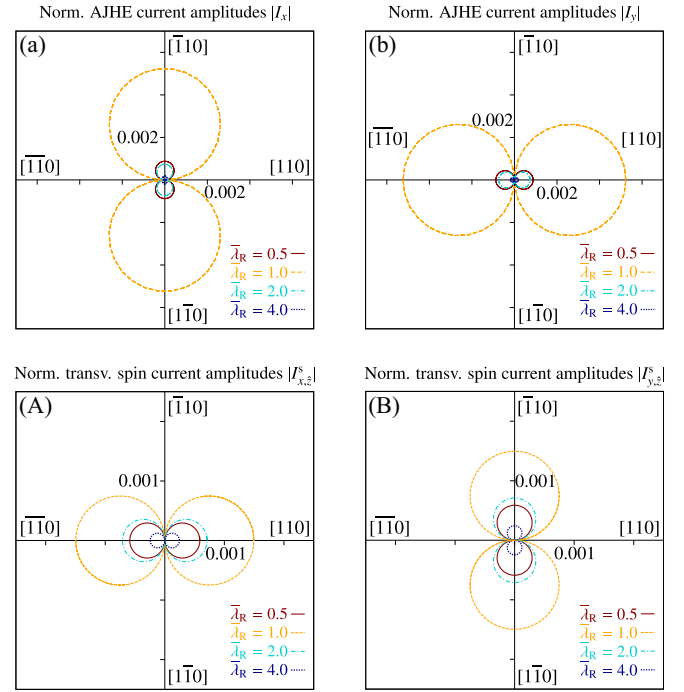 Norm. AJHE current amplitudes |I_x|
(a)
[1̅10]
0.002
[1̅1̅0]
[110]
0.002
λ̅_R = 0.5
λ̅_R = 1.0
λ̅_R = 2.0
λ̅_R = 4.0
[11̅0]
Norm. AJHE current amplitudes |I_y|
(b)
[1̅10]
0.002
[1̅1̅0]
[110]
0.002
λ̅_R = 0.5
λ̅_R = 1.0
λ̅_R = 2.0
λ̅_R = 4.0
[11̅0]
Norm. transv. spin current amplitudes |I^s_{x,ẑ}|
(A)
[1̅10]
0.001
[1̅1̅0]
[110]
0.001
λ̅_R = 0.5
λ̅_R = 1.0
λ̅_R = 2.0
λ̅_R = 4.0
[11̅0]
Norm. transv. spin current amplitudes |I^s_{y,ẑ}|
(B)
[1̅10]
0.001
[1̅1̅0]
[110]
0.001
λ̅_R = 0.5
λ̅_R = 1.0
λ̅_R = 2.0
λ̅_R = 4.0
[11̅0]